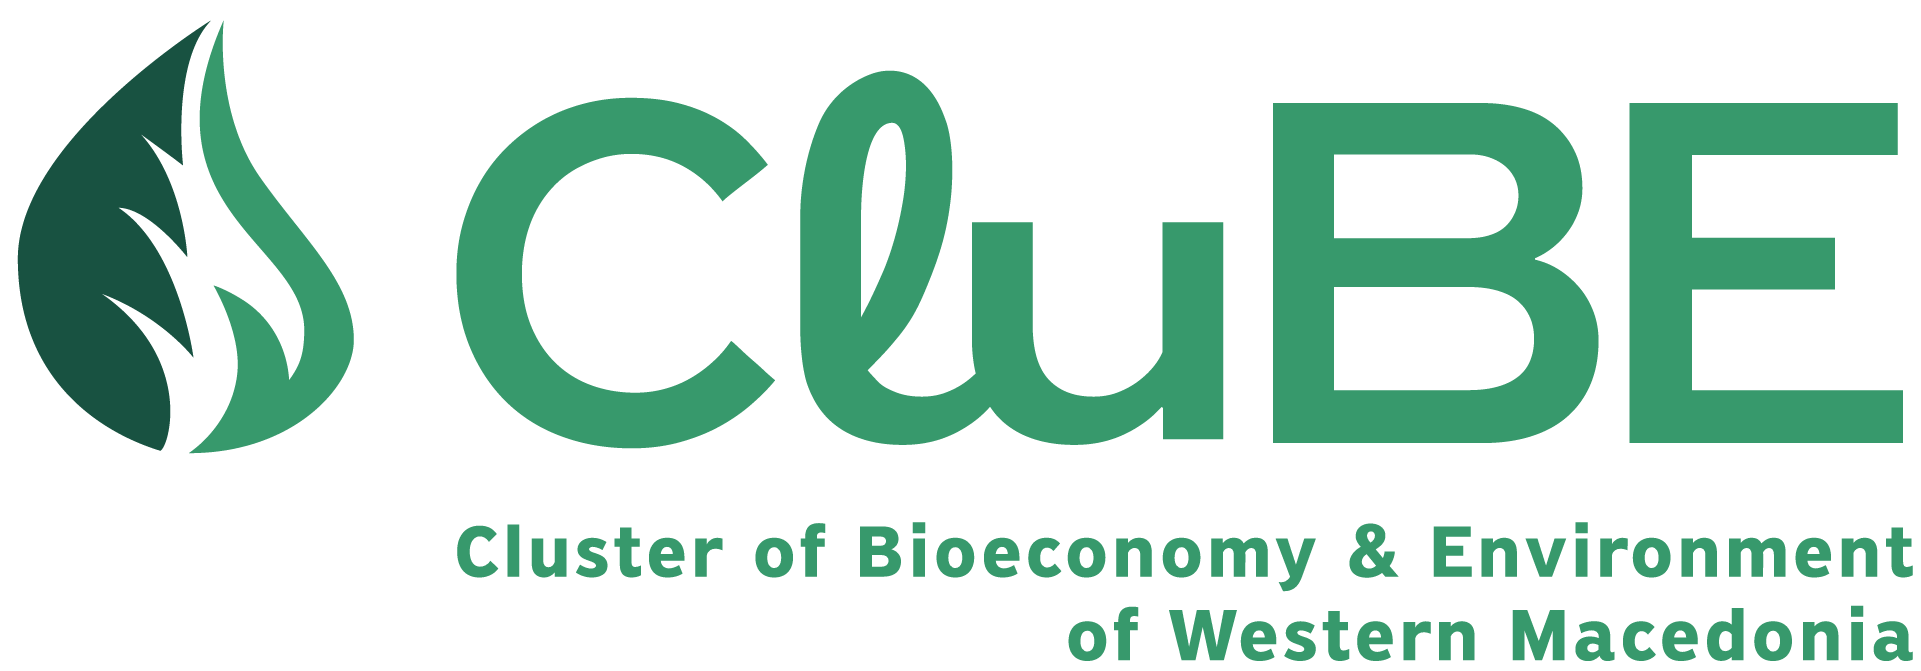 CluBE
Cluster of Bioeconomy & Environment
of Western Macedonia